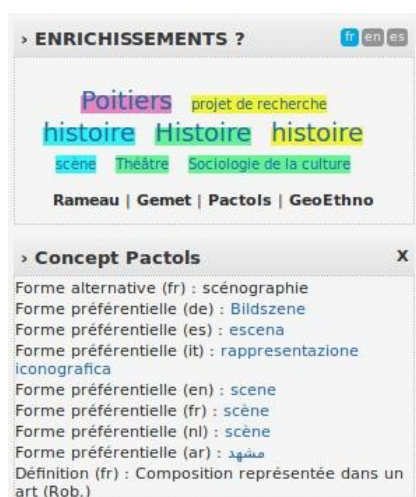 › ENRICHISSEMENTS ? fr en es
Poitiers projet de recherche
histoire Histoire histoire
scène Théâtre Sociologie de la culture
Rameau | Gemet | Pactols | GeoEthno
› Concept Pactols X
Forme alternative (fr) : scénographie
Forme préférentielle (de) : Bildszene
Forme préférentielle (es) : escena
Forme préférentielle (it) : rappresentazione
iconografica
Forme préférentielle (en) : scene
Forme préférentielle (fr) : scène
Forme préférentielle (nl) : scène
Forme préférentielle (ar) : مشهد
Définition (fr) : Composition représentée dans un
art (Rob.)